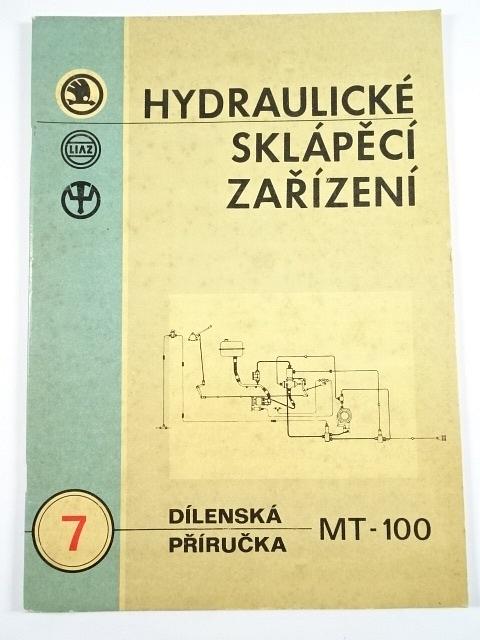 HYDRAULICKÉ
SKLÁPĚCÍ
ZAŘÍZENÍ
LIAZ
7
DÍLENSKÁ
PŘÍRUČKA
MT-100